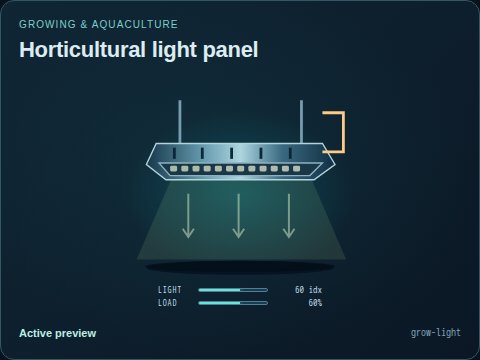 GROWING & AQUACULTURE
Horticultural light panel
LIGHT 60 idx
LOAD 60%
Active preview grow-light